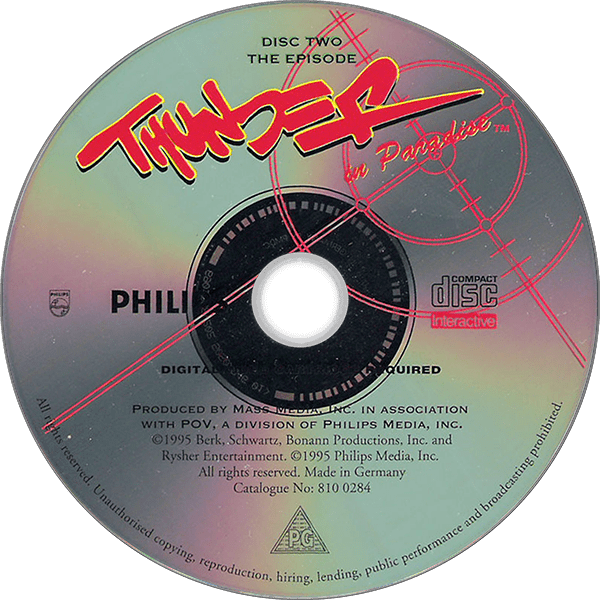 DISC TWO
THE EPISODE
THUNDER
in Paradise™
PHILIPS
PHILI
COMPACT
disc
Interactive
DIGITAL
REQUIRED
PRODUCED BY MASS MEDIA, INC. IN ASSOCIATION
WITH POV, A DIVISION OF PHILIPS MEDIA, INC.
©1995 Berk, Schwartz, Bonann Productions, Inc. and
Rysher Entertainment. ©1995 Philips Media, Inc.
All rights reserved. Made in Germany
Catalogue No: 810 0284
PG
All rights reserved. Unauthorised copying, reproduction, hiring, lending, public performance and broadcasting prohibited.